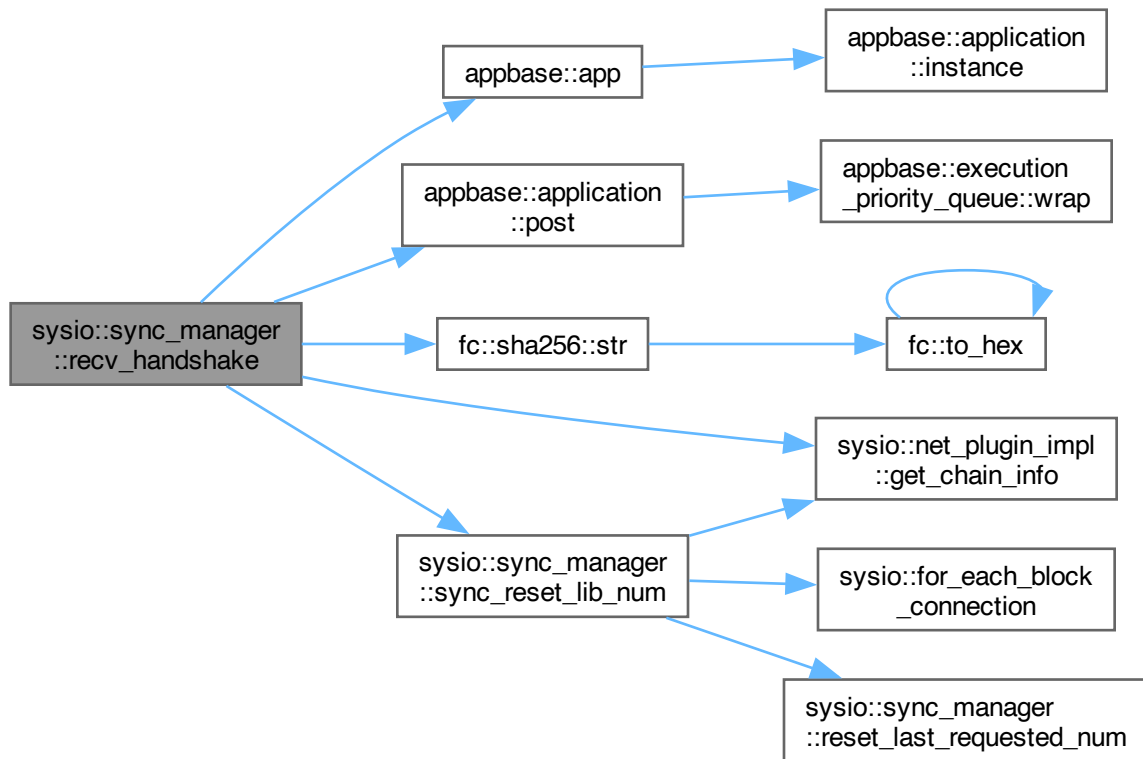 appbase::application
::instance
appbase::app
appbase::execution
_priority_queue::wrap
appbase::application
::post
sysio::sync_manager
::recv_handshake
fc::sha256::str
fc::to_hex
sysio::net_plugin_impl
::get_chain_info
sysio::sync_manager
::sync_reset_lib_num
sysio::for_each_block
_connection
sysio::sync_manager
::reset_last_requested_num